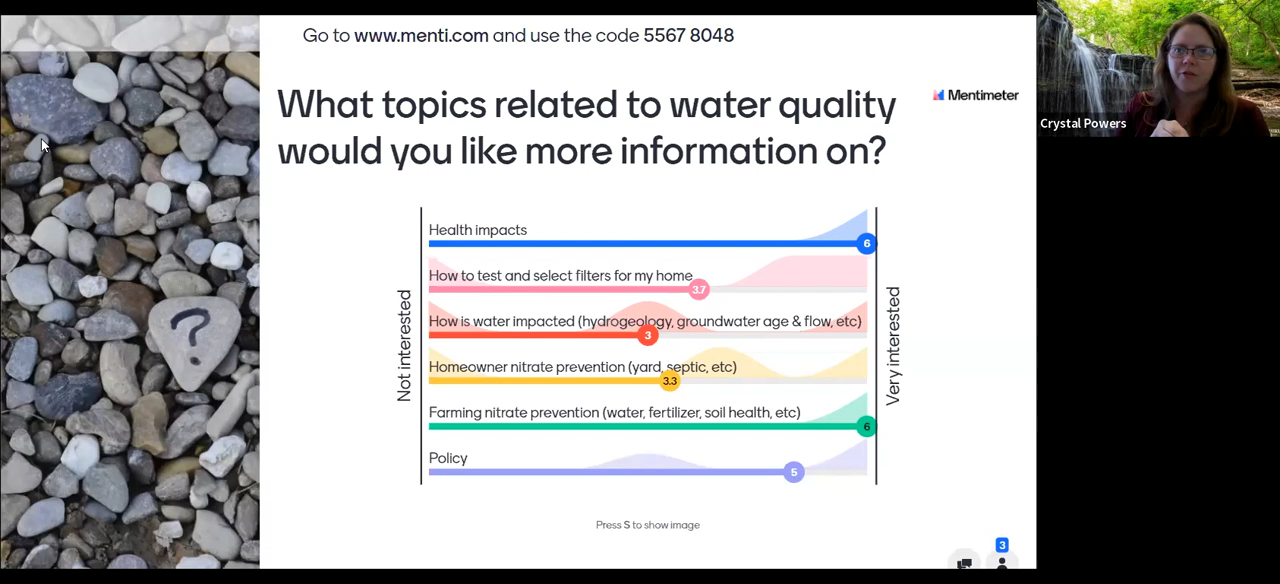 Go to www.menti.com and use the code 5567 8048
What topics related to water quality
would you like more information on?
Mentimeter
Crystal Powers
Not interested
Health impacts
6
How to test and select filters for my home
3.7
How is water impacted (hydrogeology, groundwater age & flow, etc)
3
Homeowner nitrate prevention (yard, septic, etc)
3.3
Farming nitrate prevention (water, fertilizer, soil health, etc)
6
Policy
5
Very interested
?
Press S to show image
3